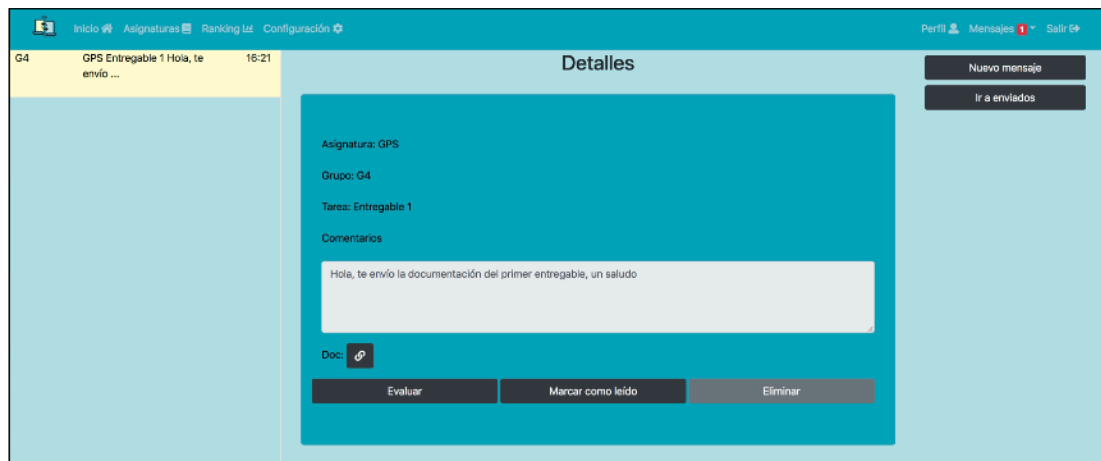 Inicio Asignaturas Ranking Configuración Perfil Mensajes 1 Salir
G4 GPS Entregable 1 Hola, te 16:21
envío ...
Detalles
Nuevo mensaje
Ir a enviados
Asignatura: GPS
Grupo: G4
Tarea: Entregable 1
Comentarios
Hola, te envío la documentación del primer entregable, un saludo
Doc:
Evaluar Marcar como leído Eliminar